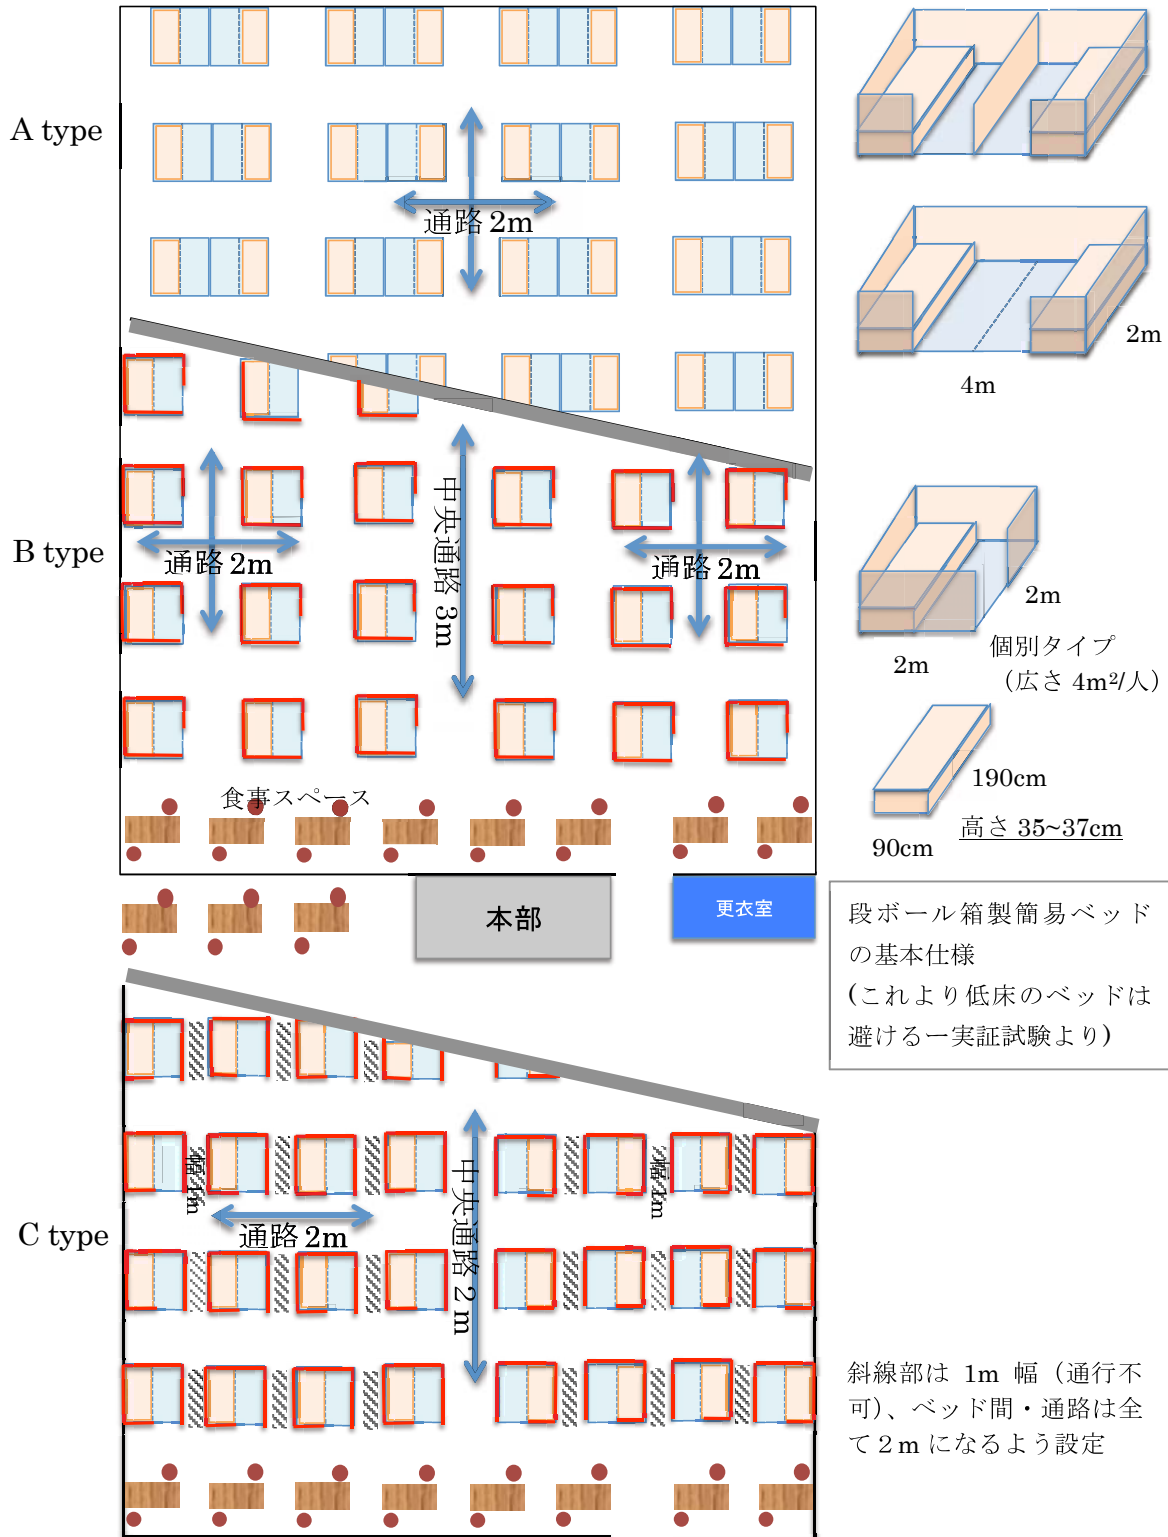 A type
通路 2m
2m
4m
B type
通路 2m
中央通路 3m
通路 2m
2m
2m
個別タイプ
（広さ 4m²/人）
190cm
高さ 35~37cm
90cm
食事スペース
本部
更衣室
段ボール箱製簡易ベッド
の基本仕様
(これより低床のベッドは
避けるー実証試験より)
C type
幅 1m
通路 2m
中央通路 2 m
幅 1m
斜線部は 1m 幅（通行不
可）、ベッド間・通路は全
て 2 m になるよう設定